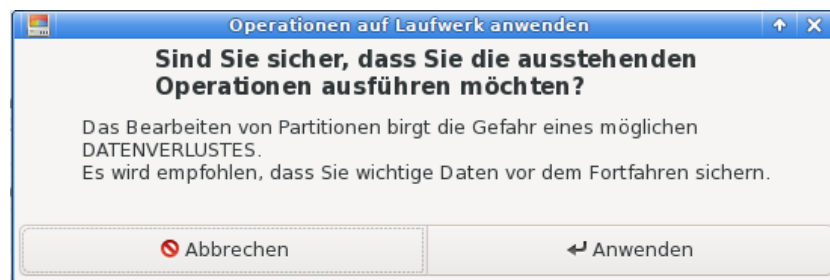 Operationen auf Laufwerk anwenden
Sind Sie sicher, dass Sie die ausstehenden
Operationen ausführen möchten?
Das Bearbeiten von Partitionen birgt die Gefahr eines möglichen
DATENVERLUSTES.
Es wird empfohlen, dass Sie wichtige Daten vor dem Fortfahren sichern.
Abbrechen
Anwenden